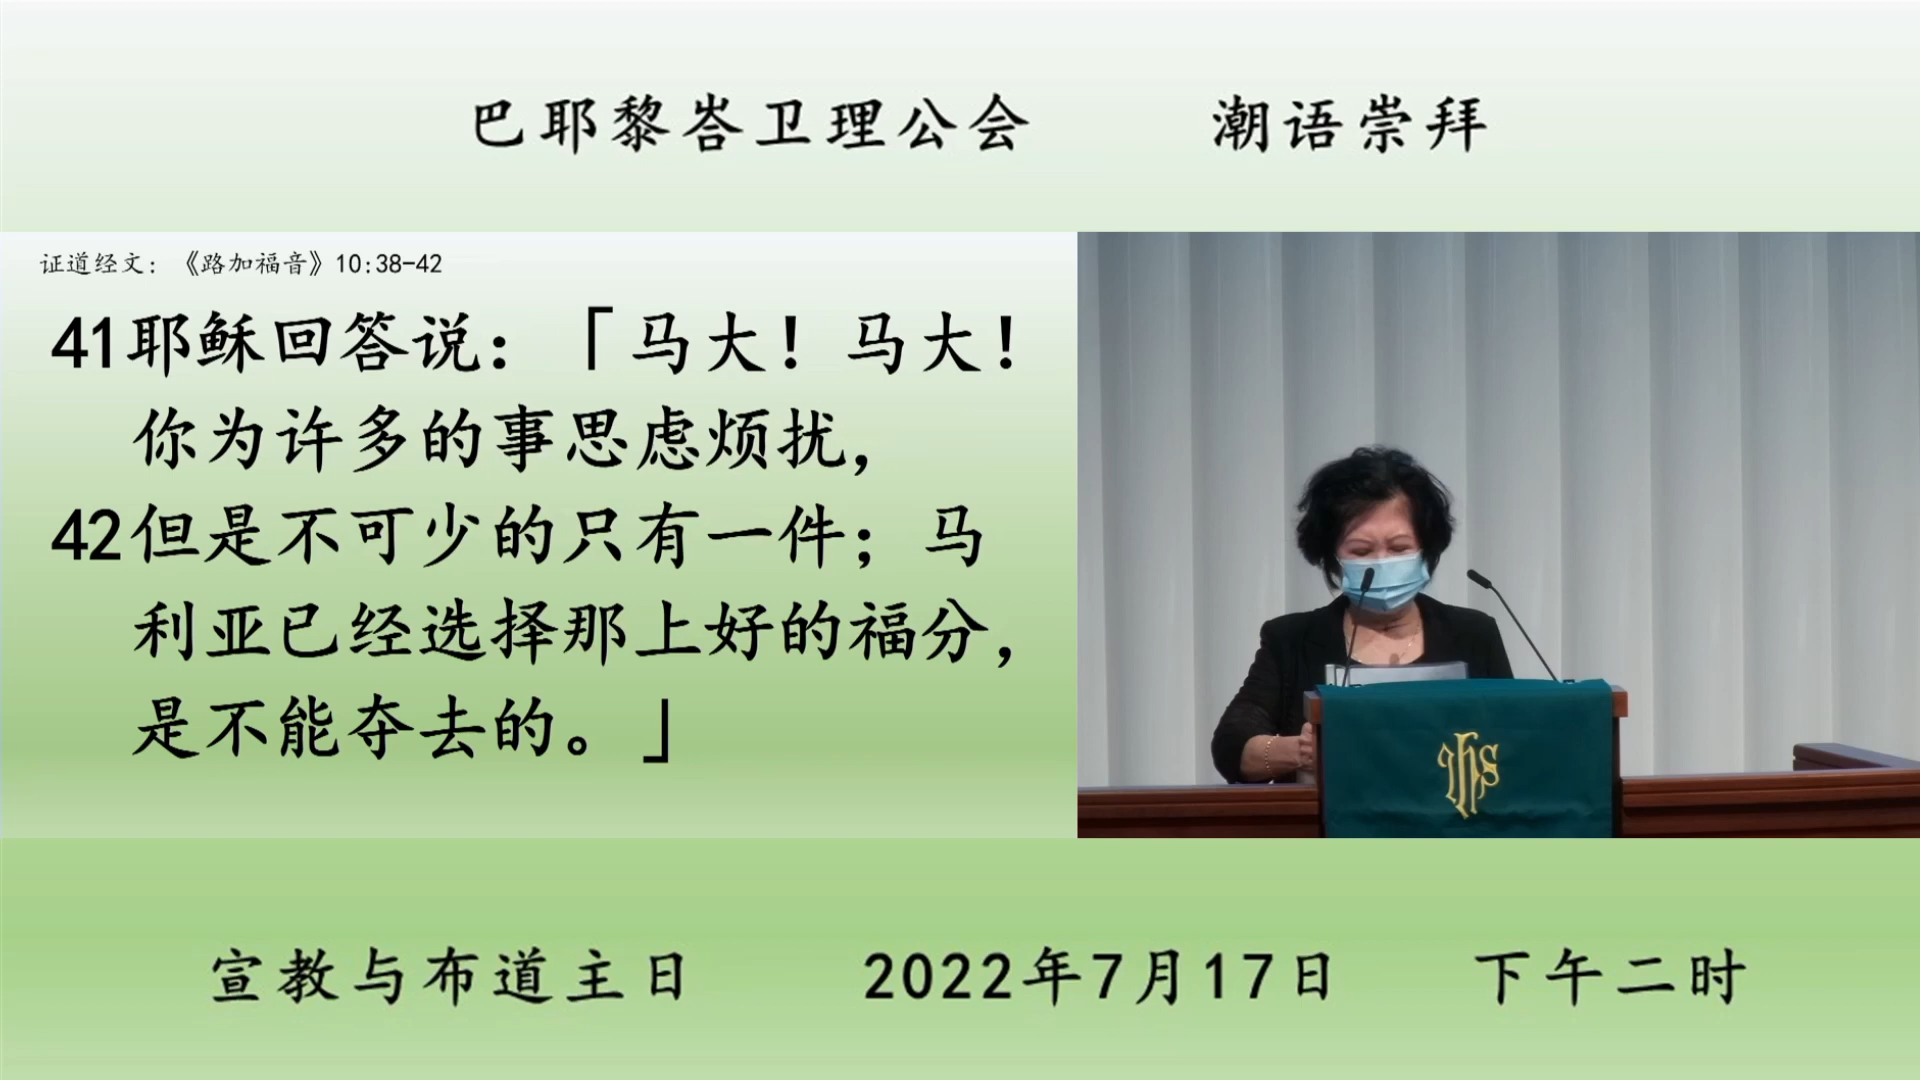 巴耶黎峇卫理公会 潮语崇拜
证道经文：《路加福音》10:38-42
41耶稣回答说：「马大！马大！
你为许多的事思虑烦扰，
42但是不可少的只有一件；马
利亚已经选择那上好的福分，
是不能夺去的。」
IHS
宣教与布道主日 2022年7月17日 下午二时